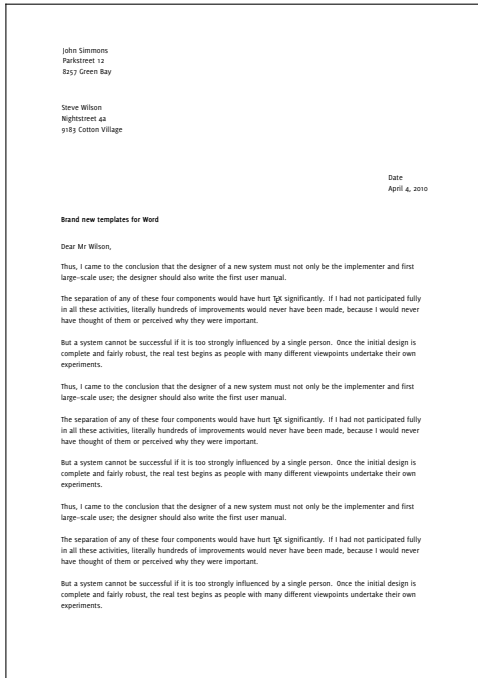 John Simmons
Parkstreet 12
8257 Green Bay
Steve Wilson
Nightstreet 4a
9183 Cotton Village
Date
April 4, 2010
Brand new templates for Word
Dear Mr Wilson,
Thus, I came to the conclusion that the designer of a new system must not only be the implementer and first
large–scale user; the designer should also write the first user manual.
The separation of any of these four components would have hurt TEX significantly. If I had not participated fully
in all these activities, literally hundreds of improvements would never have been made, because I would never
have thought of them or perceived why they were important.
But a system cannot be successful if it is too strongly influenced by a single person. Once the initial design is
complete and fairly robust, the real test begins as people with many different viewpoints undertake their own
experiments.
Thus, I came to the conclusion that the designer of a new system must not only be the implementer and first
large–scale user; the designer should also write the first user manual.
The separation of any of these four components would have hurt TEX significantly. If I had not participated fully
in all these activities, literally hundreds of improvements would never have been made, because I would never
have thought of them or perceived why they were important.
But a system cannot be successful if it is too strongly influenced by a single person. Once the initial design is
complete and fairly robust, the real test begins as people with many different viewpoints undertake their own
experiments.
Thus, I came to the conclusion that the designer of a new system must not only be the implementer and first
large–scale user; the designer should also write the first user manual.
The separation of any of these four components would have hurt TEX significantly. If I had not participated fully
in all these activities, literally hundreds of improvements would never have been made, because I would never
have thought of them or perceived why they were important.
But a system cannot be successful if it is too strongly influenced by a single person. Once the initial design is
complete and fairly robust, the real test begins as people with many different viewpoints undertake their own
experiments.